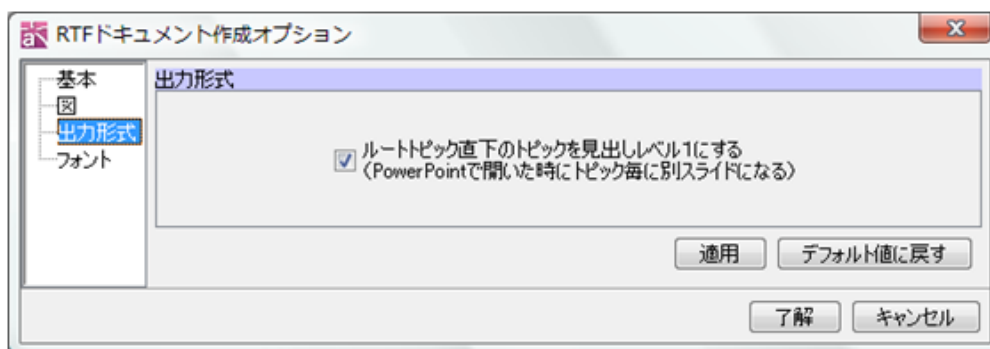 RTFドキュメント作成オプション
基本
図
出力形式
フォント
出力形式
ルートトピック直下のトピックを見出しレベル1にする
(PowerPointで開いた時にトピック毎に別スライドになる)
適用
デフォルト値に戻す
了解
キャンセル